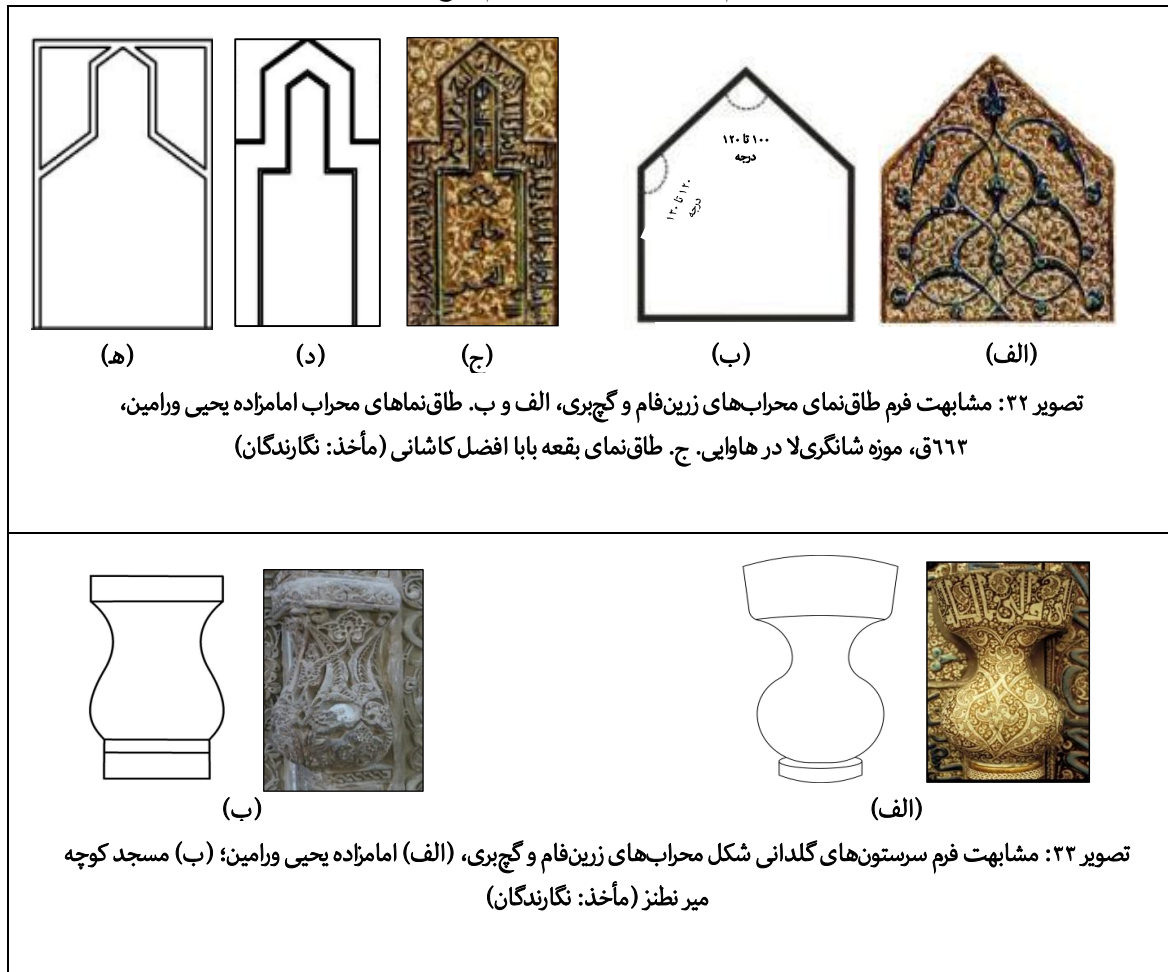 ۱۰۰ تا ۱۲۰
درجه
۱۲۰ تا ۱۳۰
درجه
(الف)
(ب)
(ج)
(د)
(ه)
تصویر ۳۲: مشابهت فرم طاق‌نمای محراب‌های زرین‌فام و گچ‌بری، الف و ب. طاق‌نماهای محراب امامزاده یحیی ورامین،
۶۶۳ق، موزه شانگری‌لا در هاوایی. ج. طاق‌نمای بقعه بابا افضل کاشانی (مأخذ: نگارندگان)
(الف)
(ب)
تصویر ۳۳: مشابهت فرم سرستون‌های گلدانی شکل محراب‌های زرین‌فام و گچ‌بری، (الف) امامزاده یحیی ورامین؛ (ب) مسجد کوچه
میر نطنز (مأخذ: نگارندگان)